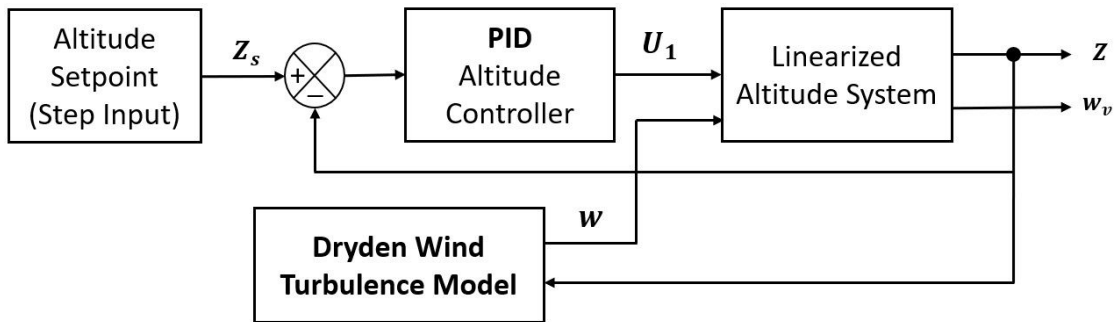 Altitude
Setpoint
(Step Input)
Z_s
+
−
PID
Altitude
Controller
U_1
Linearized
Altitude System
Z
w_v
w
Dryden Wind
Turbulence Model